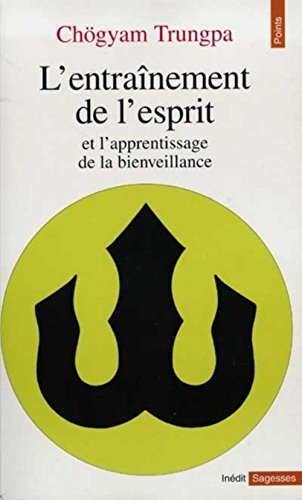 Chögyam Trungpa
Points
L'entraînement
de l'esprit
et l'apprentissage
de la bienveillance
Inédit Sagesses